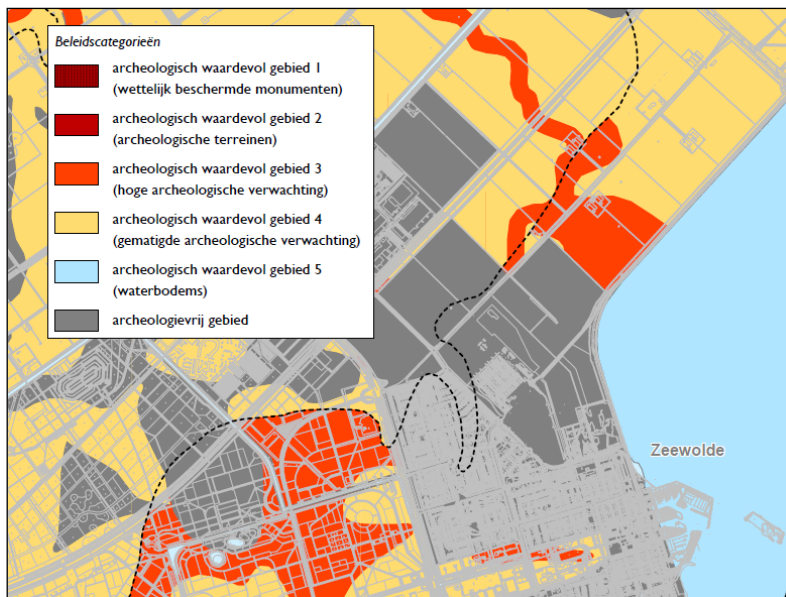 Beleidscategorieën
archeologisch waardevol gebied 1
(wettelijk beschermde monumenten)
archeologisch waardevol gebied 2
(archeologische terreinen)
archeologisch waardevol gebied 3
(hoge archeologische verwachting)
archeologisch waardevol gebied 4
(gematigde archeologische verwachting)
archeologisch waardevol gebied 5
(waterbodems)
archeologievrij gebied
Zeewolde